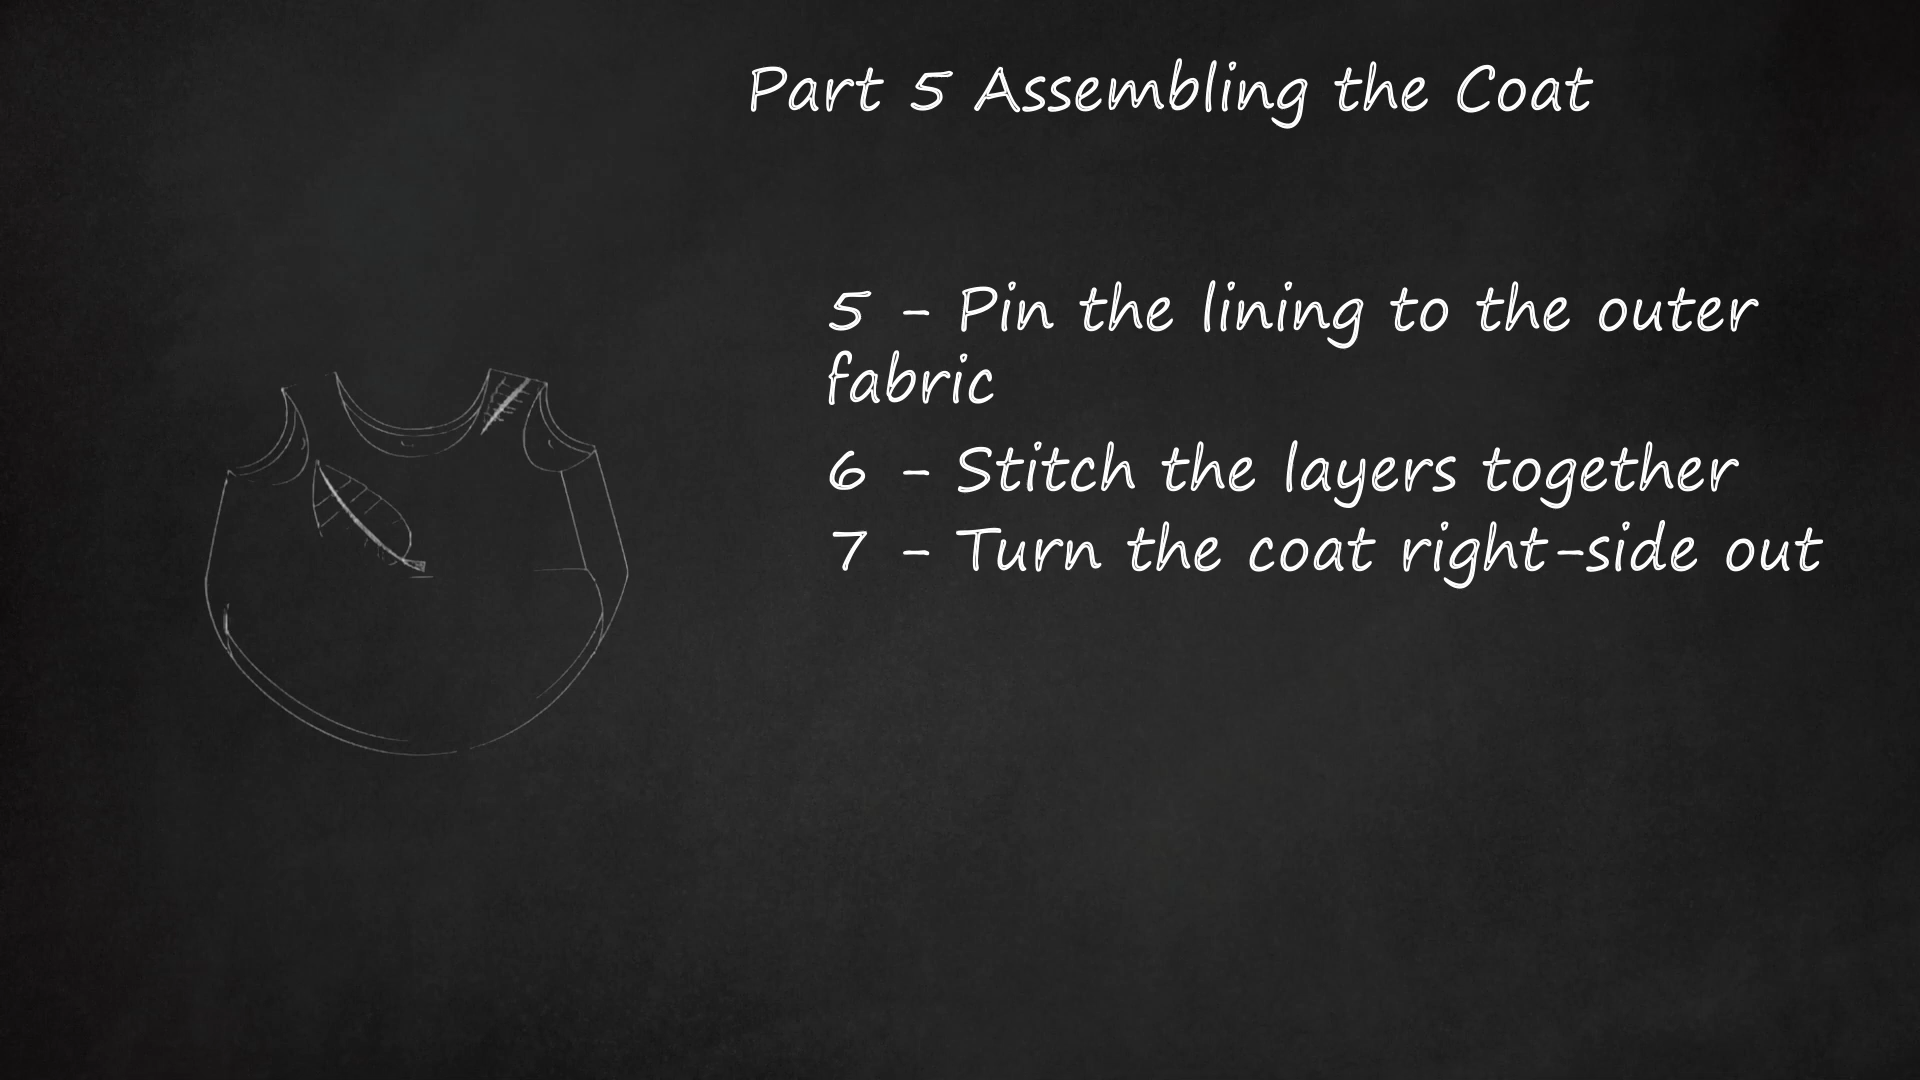 Part 5 Assembling the Coat
5 - Pin the lining to the outer
fabric
6 - Stitch the layers together
7 - Turn the coat right-side out